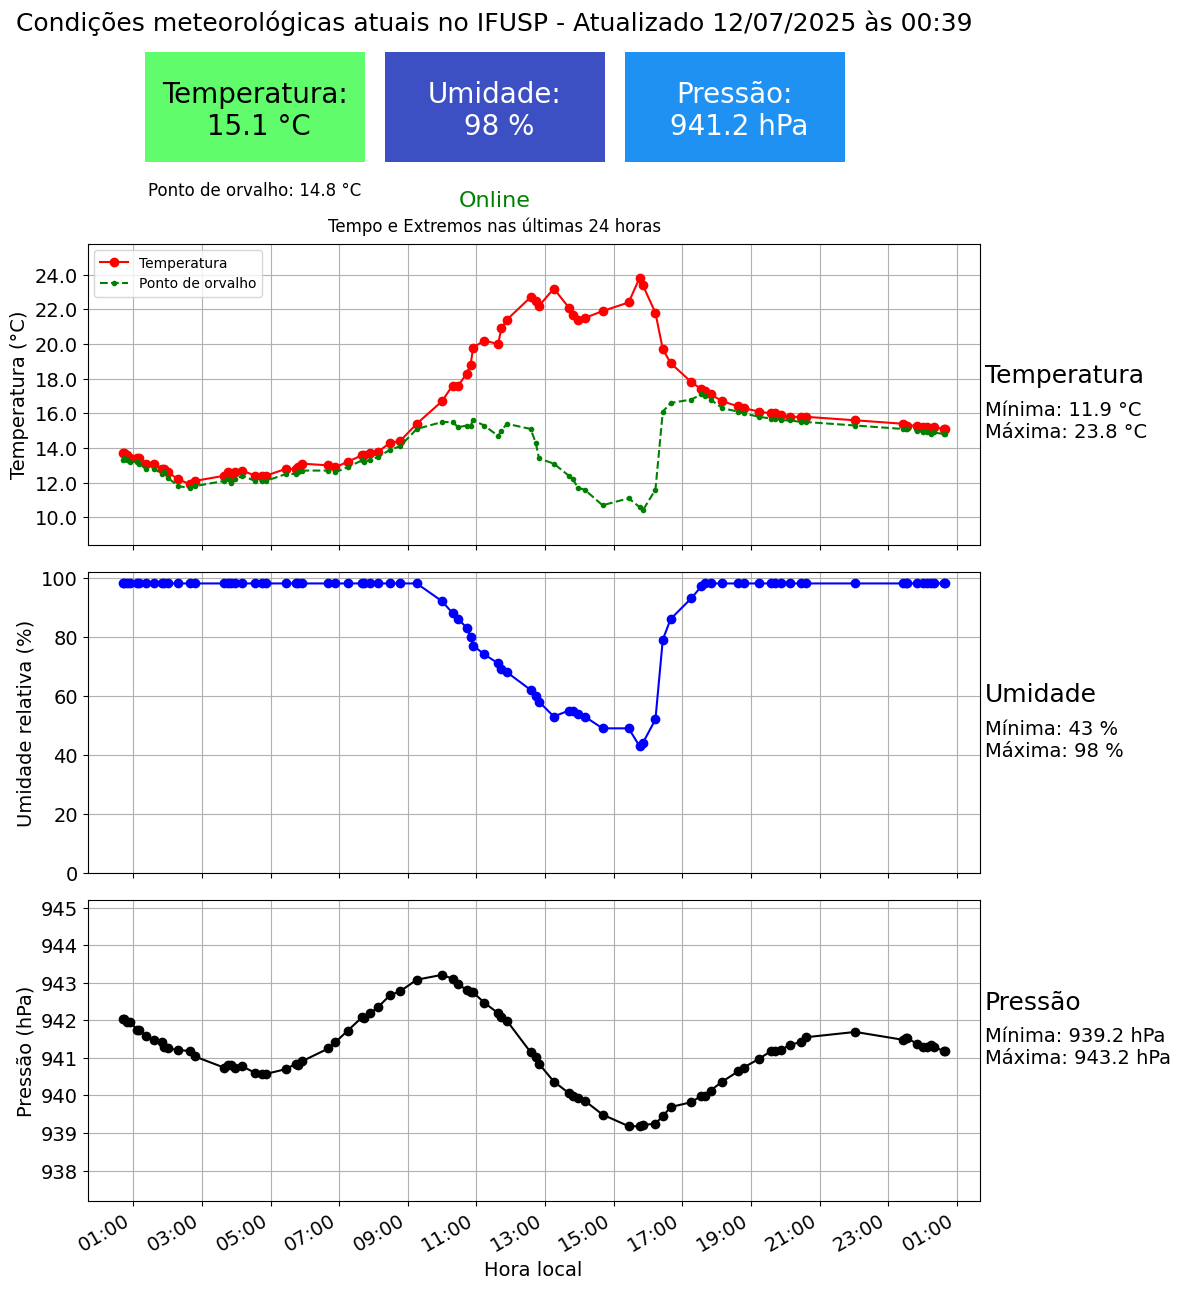 Condições meteorológicas atuais no IFUSP - Atualizado 12/07/2025 às 00:39
Temperatura:
15.1 °C
Umidade:
98 %
Pressão:
941.2 hPa
Ponto de orvalho: 14.8 °C
Online
Tempo e Extremos nas últimas 24 horas
Temperatura
Ponto de orvalho
Temperatura (°C)
24.0
22.0
20.0
18.0
16.0
14.0
12.0
10.0
Temperatura
Mínima: 11.9 °C
Máxima: 23.8 °C
Umidade relativa (%)
100
80
60
40
20
0
Umidade
Mínima: 43 %
Máxima: 98 %
Pressão (hPa)
945
944
943
942
941
940
939
938
Pressão
Mínima: 939.2 hPa
Máxima: 943.2 hPa
01:00
03:00
05:00
07:00
09:00
11:00
13:00
15:00
17:00
19:00
21:00
23:00
01:00
Hora local